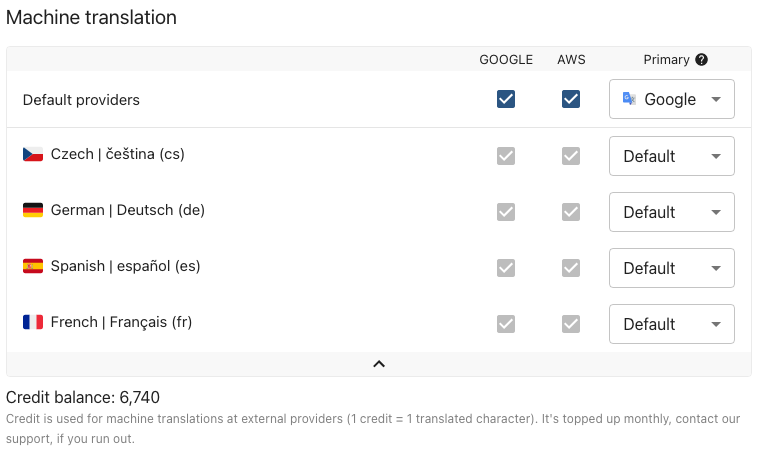 Machine translation
GOOGLE AWS Primary ?
Default providers Google
Czech | čeština (cs) Default
German | Deutsch (de) Default
Spanish | español (es) Default
French | Français (fr) Default
Credit balance: 6,740
Credit is used for machine translations at external providers (1 credit = 1 translated character). It's topped up monthly, contact our
support, if you run out.